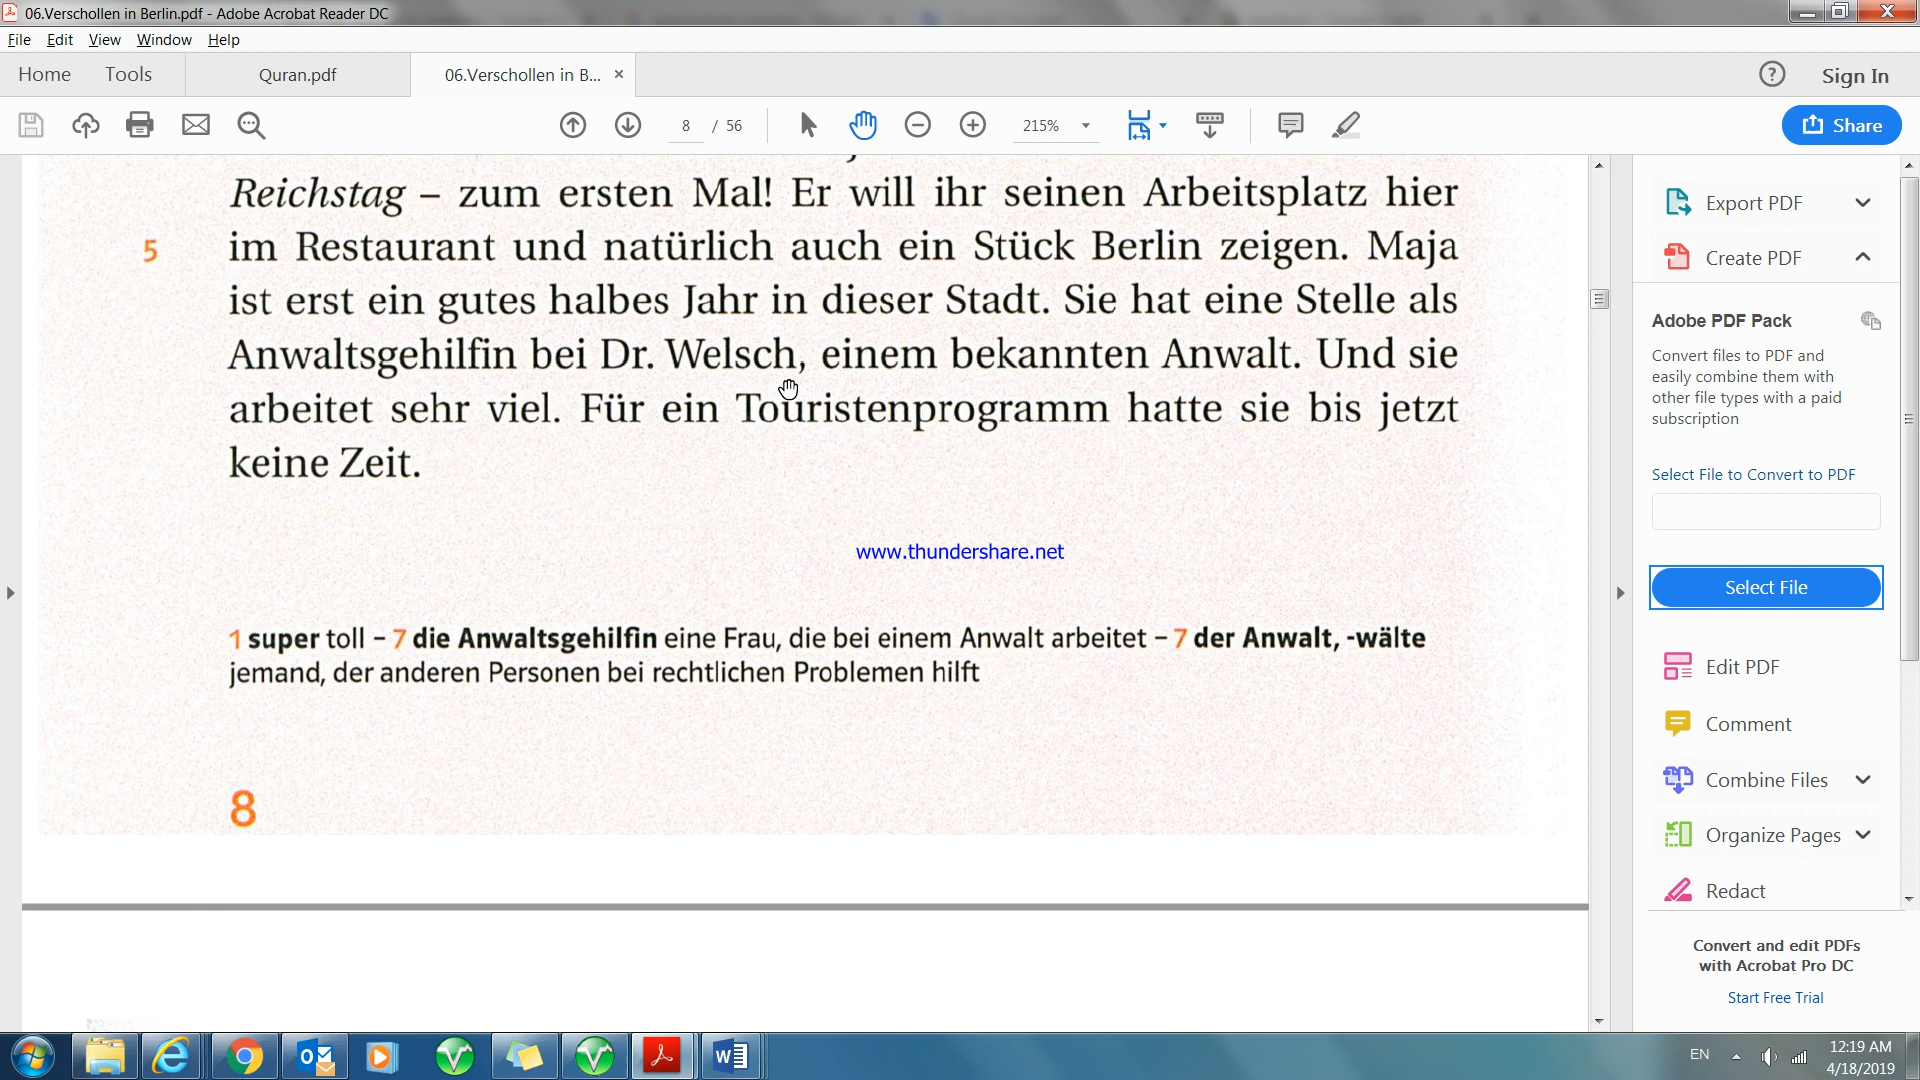 06.Verschollen in Berlin.pdf - Adobe Acrobat Reader DC
File Edit View Window Help
Home Tools Quran.pdf 06.Verschollen in B... × ? Sign In
8 / 56 215% Share
Reichstag – zum ersten Mal! Er will ihr seinen Arbeitsplatz hier
5 im Restaurant und natürlich auch ein Stück Berlin zeigen. Maja
ist erst ein gutes halbes Jahr in dieser Stadt. Sie hat eine Stelle als
Anwaltsgehilfin bei Dr. Welsch, einem bekannten Anwalt. Und sie
arbeitet sehr viel. Für ein Touristenprogramm hatte sie bis jetzt
keine Zeit.
www.thundershare.net
1 super toll – 7 die Anwaltsgehilfin eine Frau, die bei einem Anwalt arbeitet – 7 der Anwalt, -wälte
jemand, der anderen Personen bei rechtlichen Problemen hilft
8
Export PDF
Create PDF
Adobe PDF Pack
Convert files to PDF and
easily combine them with
other file types with a paid
subscription
Select File to Convert to PDF
Select File
Edit PDF
Comment
Combine Files
Organize Pages
Redact
Convert and edit PDFs
with Acrobat Pro DC
Start Free Trial
EN 12:19 AM
4/18/2019